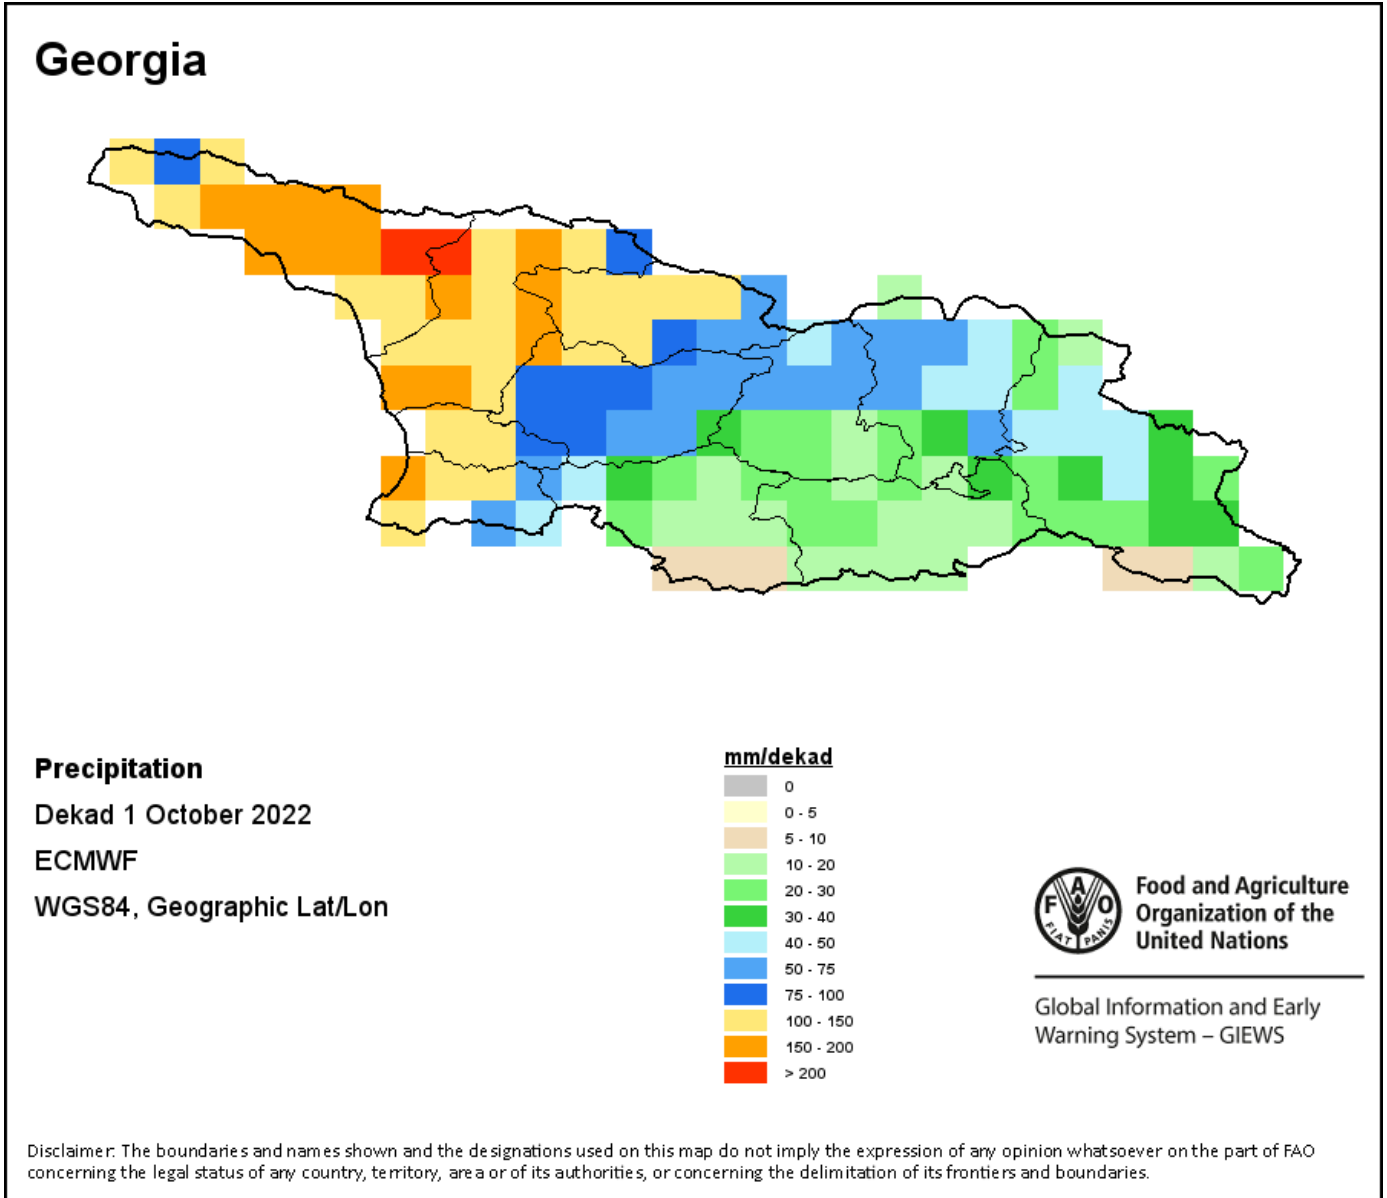 Georgia
Precipitation
Dekad 1 October 2022
ECMWF
WGS84, Geographic Lat/Lon
mm/dekad
0
0 - 5
5 - 10
10 - 20
20 - 30
30 - 40
40 - 50
50 - 75
75 - 100
100 - 150
150 - 200
> 200
F A O
FIAT PANIS
Food and Agriculture
Organization of the
United Nations
Global Information and Early
Warning System – GIEWS
Disclaimer: The boundaries and names shown and the designations used on this map do not imply the expression of any opinion whatsoever on the part of FAO
concerning the legal status of any country, territory, area or of its authorities, or concerning the delimitation of its frontiers and boundaries.